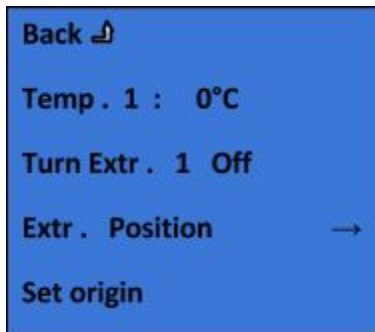 Back
Temp . 1 : 0°C
Turn Extr . 1 Off
Extr . Position →
Set origin